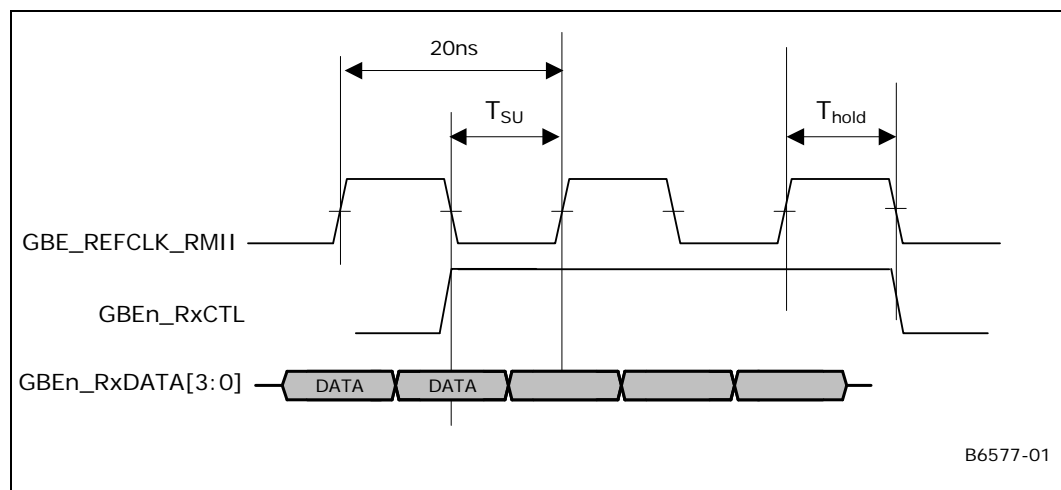 20ns
T_SU
T_hold
GBE_REFCLK_RMII
GBEn_RxCTL
GBEn_RxDATA[3:0]
DATA
DATA
B6577-01